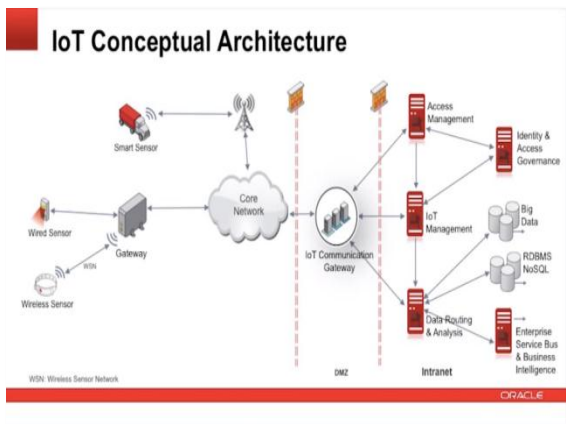 IoT Conceptual Architecture
Smart Sensor
Access
Management
Identity &
Access
Governance
Core
Network
Wired Sensor
Gateway
WSN
Wireless Sensor
IoT Communication
Gateway
IoT
Management
Big
Data
RDBMS
NoSQL
Data Routing
& Analysis
Enterprise
Service Bus
& Business
Intelligence
WSN: Wireless Sensor Network
DMZ
Intranet
ORACLE